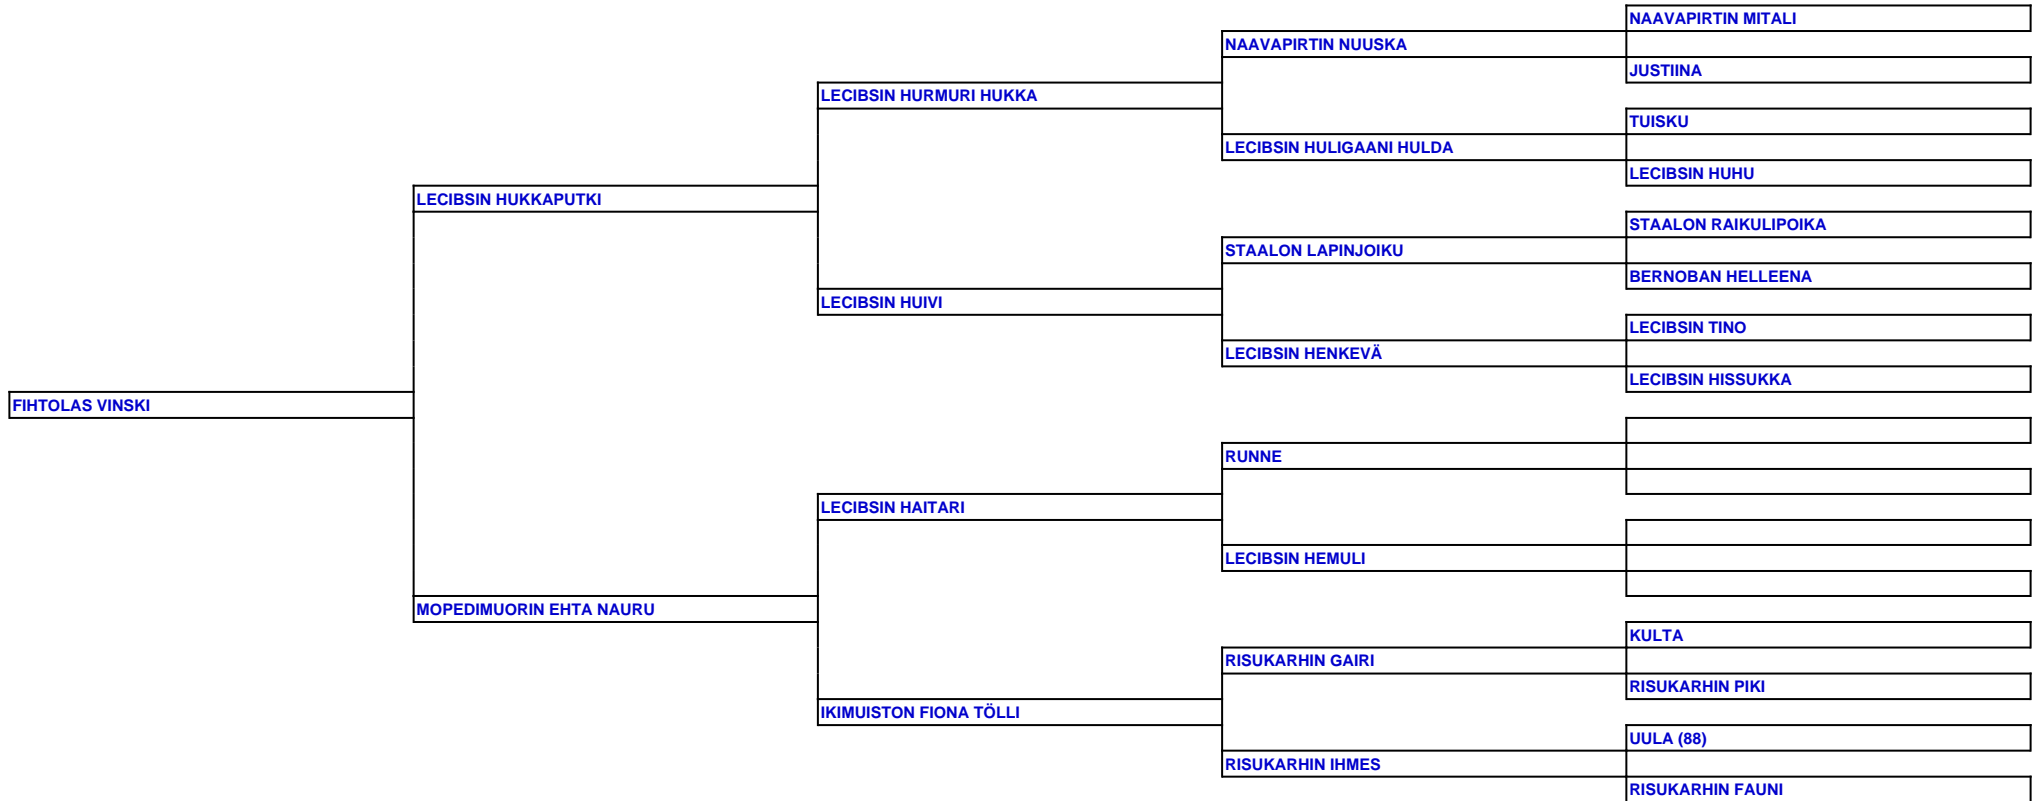 NAAVAPIRTIN MITALI
NAAVAPIRTIN NUUSKA
JUSTIINA
LECIBSIN HURMURI HUKKA
TUISKU
LECIBSIN HULIGAANI HULDA
LECIBSIN HUHU
LECIBSIN HUKKAPUTKI
STAALON RAIKULIPOIKA
STAALON LAPINJOIKU
BERNOBAN HELLEENA
LECIBSIN HUIVI
LECIBSIN TINO
LECIBSIN HENKEVÄ
LECIBSIN HISSUKKA
FIHTOLAS VINSKI
RUNNE
LECIBSIN HAITARI
LECIBSIN HEMULI
MOPEDIMUORIN EHTA NAURU
KULTA
RISUKARHIN GAIRI
RISUKARHIN PIKI
IKIMUISTON FIONA TÖLLI
UULA (88)
RISUKARHIN IHMES
RISUKARHIN FAUNI